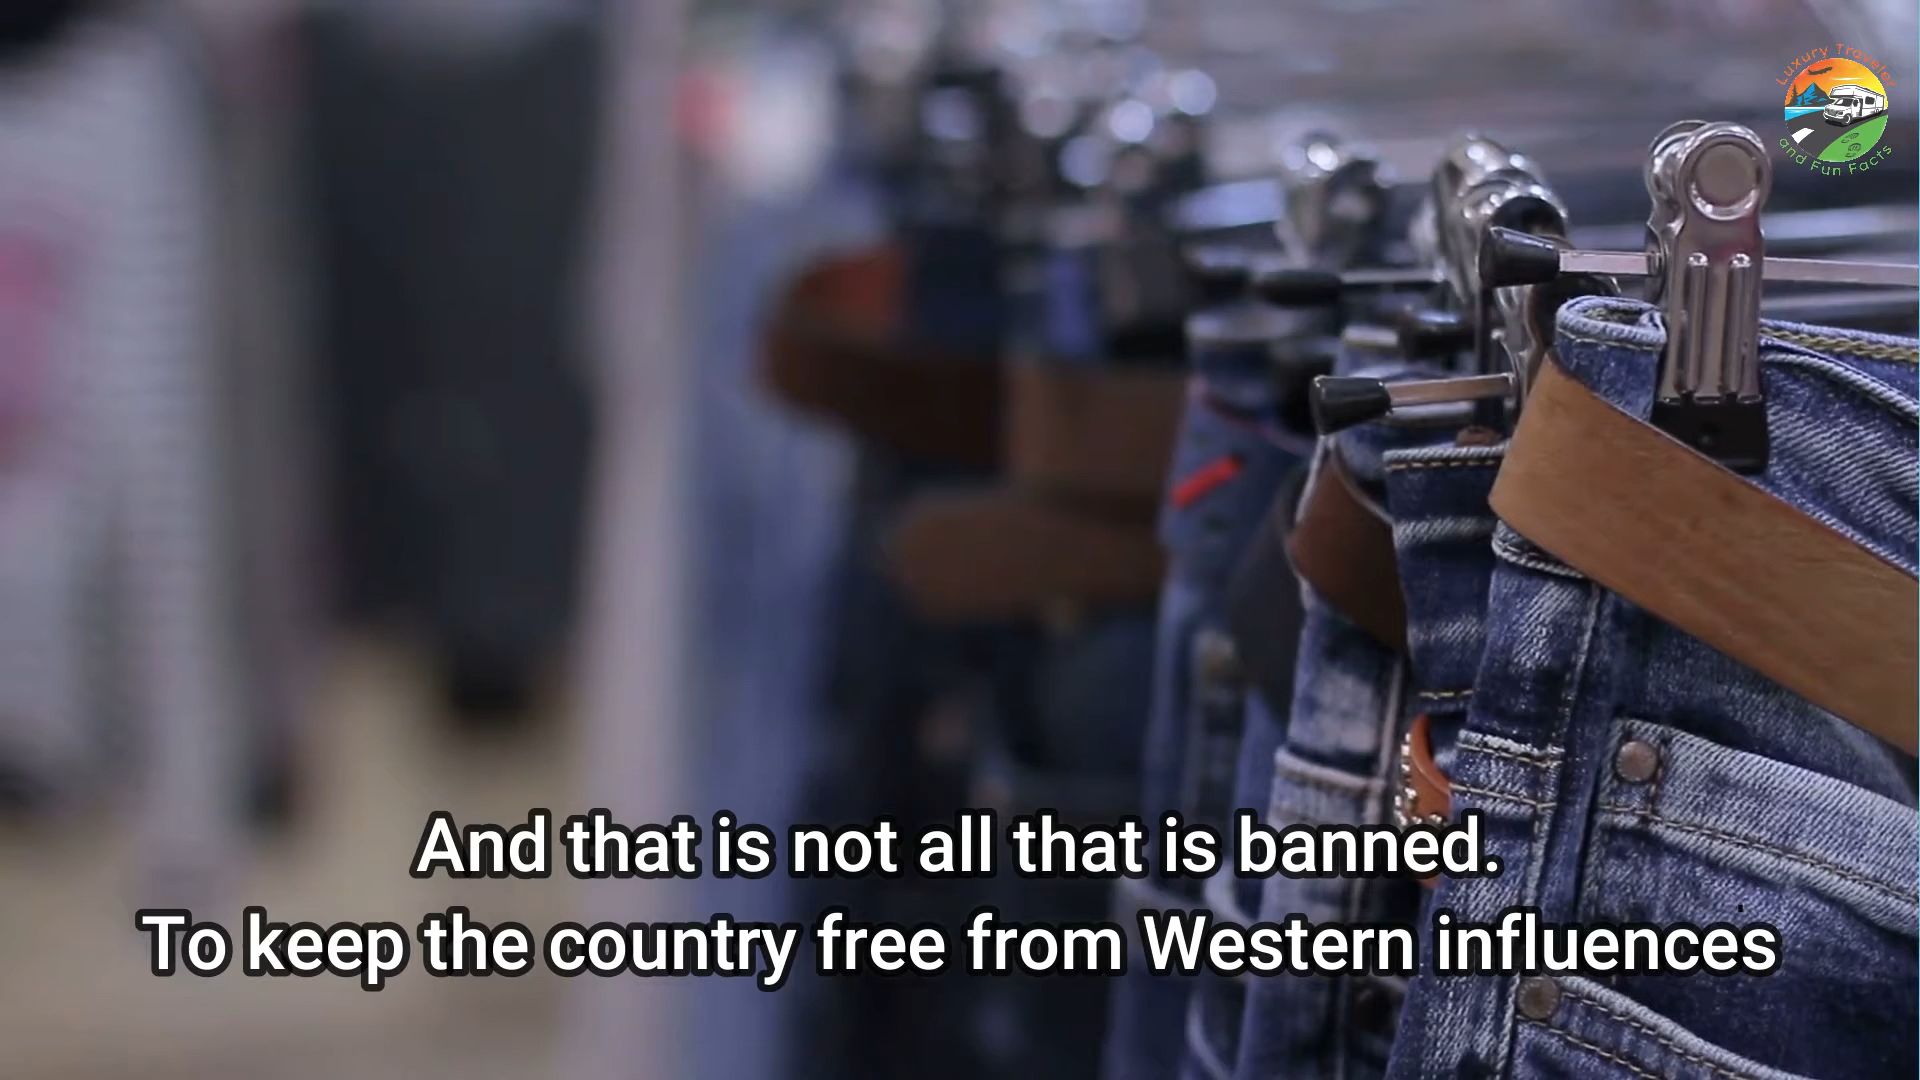 Luxury Traveler
and Fun Facts
And that is not all that is banned.
To keep the country free from Western influences